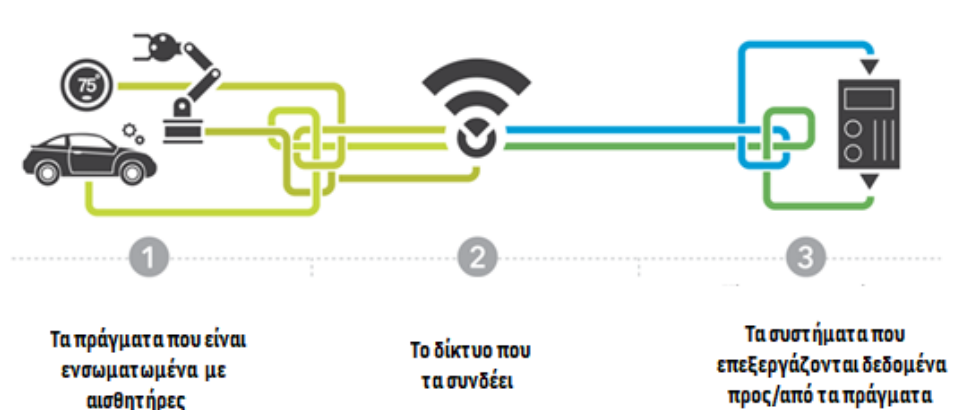 75°
1
2
3
Τα πράγματα που είναι
ενσωματωμένα με
αισθητήρες
Το δίκτυο που
τα συνδέει
Τα συστήματα που
επεξεργάζονται δεδομένα
προς/από τα πράγματα